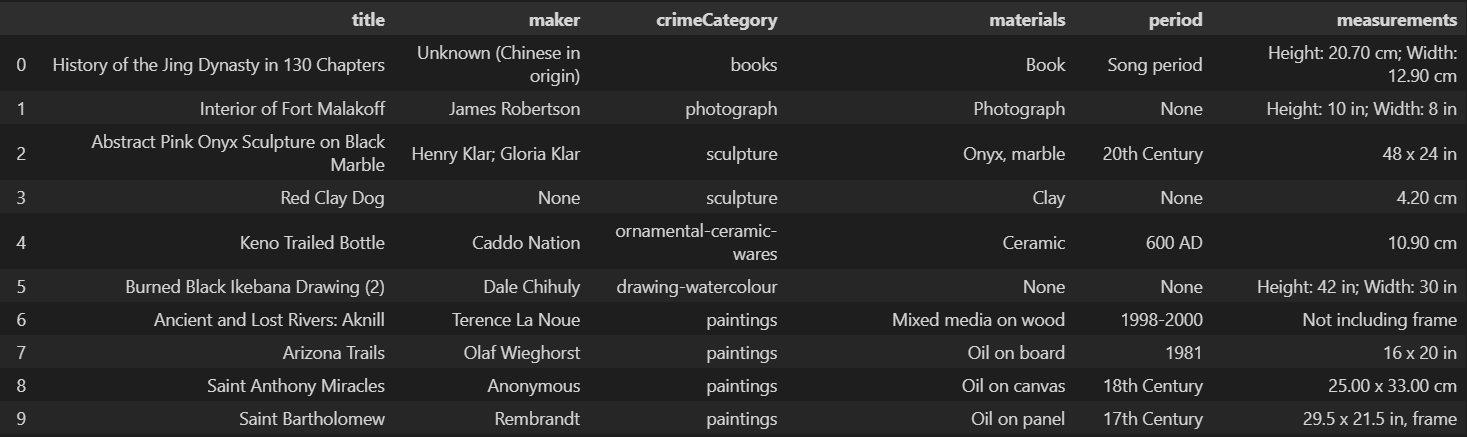 title maker crimeCategory materials period measurements
0 History of the Jing Dynasty in 130 Chapters Unknown (Chinese in origin) books Book Song period Height: 20.70 cm; Width: 12.90 cm
1 Interior of Fort Malakoff James Robertson photograph Photograph None Height: 10 in; Width: 8 in
2 Abstract Pink Onyx Sculpture on Black Marble Henry Klar; Gloria Klar sculpture Onyx, marble 20th Century 48 x 24 in
3 Red Clay Dog None sculpture Clay None 4.20 cm
4 Keno Trailed Bottle Caddo Nation ornamental-ceramic-wares Ceramic 600 AD 10.90 cm
5 Burned Black Ikebana Drawing (2) Dale Chihuly drawing-watercolour None None Height: 42 in; Width: 30 in
6 Ancient and Lost Rivers: Aknill Terence La Noue paintings Mixed media on wood 1998-2000 Not including frame
7 Arizona Trails Olaf Wieghorst paintings Oil on board 1981 16 x 20 in
8 Saint Anthony Miracles Anonymous paintings Oil on canvas 18th Century 25.00 x 33.00 cm
9 Saint Bartholomew Rembrandt paintings Oil on panel 17th Century 29.5 x 21.5 in, frame